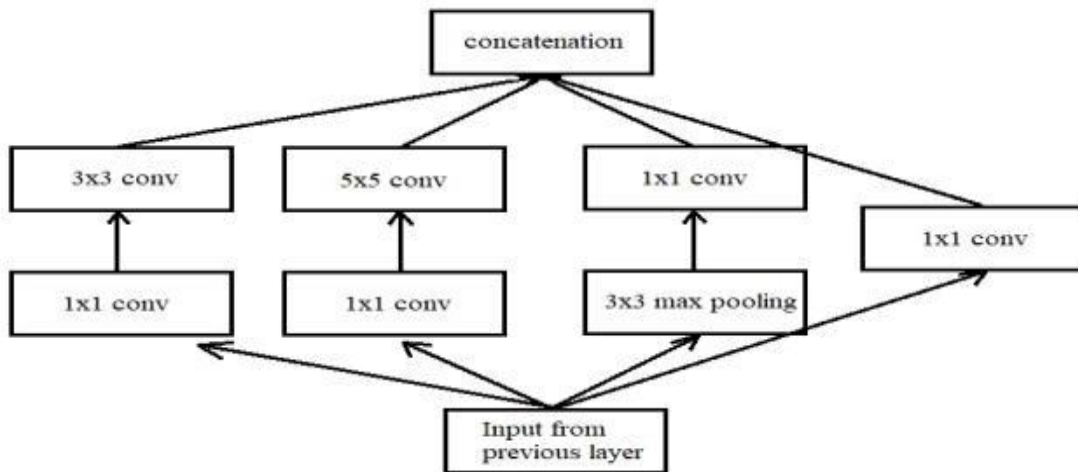 concatenation
3x3 conv
5x5 conv
1x1 conv
1x1 conv
1x1 conv
1x1 conv
3x3 max pooling
Input from
previous layer